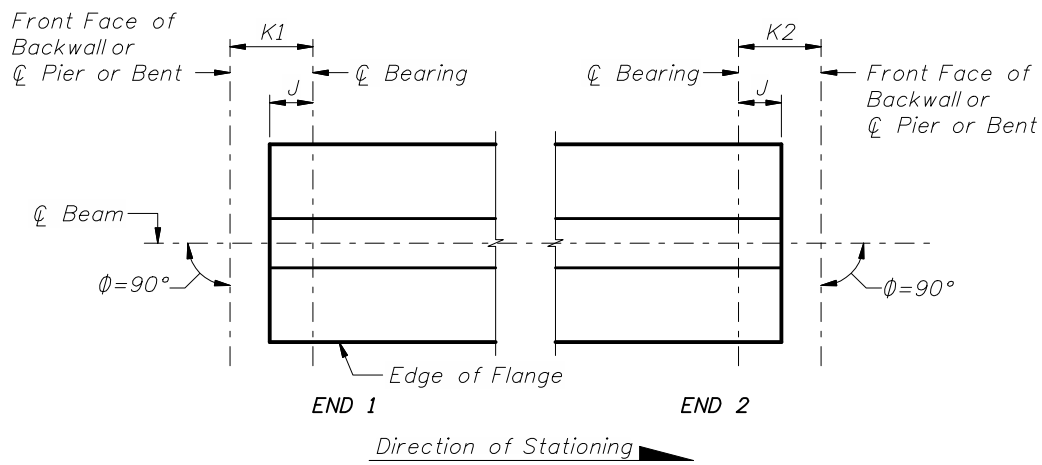 Front Face of
Backwall or
℄ Pier or Bent
K1
℄ Bearing
J
K2
℄ Bearing
J
Front Face of
Backwall or
℄ Pier or Bent
℄ Beam
Φ=90°
Φ=90°
Edge of Flange
END 1
END 2
Direction of Stationing